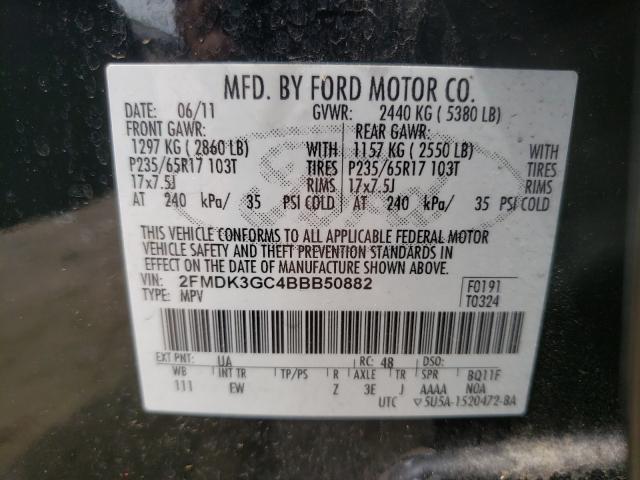 MFD. BY FORD MOTOR CO.
DATE: 06/11 GVWR: 2440 KG ( 5380 LB)
FRONT GAWR: REAR GAWR:
1297 KG ( 2860 LB) WITH 1157 KG ( 2550 LB) WITH
P235/65R17 103T TIRES P235/65R17 103T TIRES
17x7.5J RIMS 17x7.5J RIMS
AT 240 kPa/ 35 PSI COLD AT 240 kPa/ 35 PSI COLD
THIS VEHICLE CONFORMS TO ALL APPLICABLE FEDERAL MOTOR
VEHICLE SAFETY AND THEFT PREVENTION STANDARDS IN
EFFECT ON THE DATE OF MANUFACTURE SHOWN ABOVE.
VIN: 2FMDK3GC4BBB50882 F0191
TYPE: MPV T0324
EXT PNT: UA RC: 48 DSO:
WB INT TR TP/PS R AXLE TR SPR BQ11F
111 EW Z 3E J AAAA N0A
UTC ▽5U5A-1520472-BA